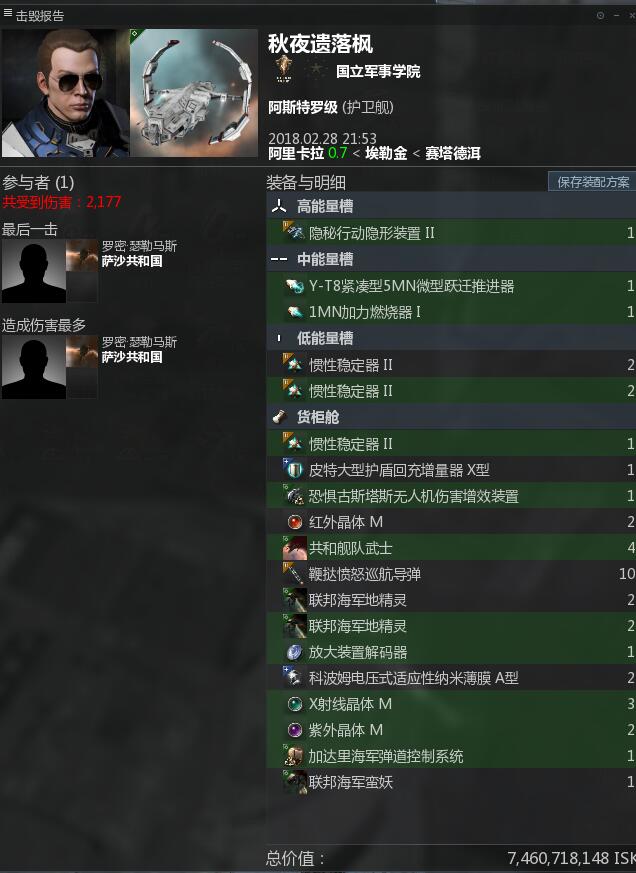 击毁报告
秋夜遗落枫
国立军事学院
阿斯特罗级 (护卫舰)
2018.02.28 21:53
阿里卡拉 0.7 < 埃勒金 < 赛塔德洱
参与者 (1)
共受到伤害：2,177
最后一击
罗密·瑟勒马斯
萨沙共和国
造成伤害最多
罗密·瑟勒马斯
萨沙共和国
装备与明细
保存装配方案
高能量槽
隐秘行动隐形装置 II 1
中能量槽
Y-T8紧凑型5MN微型跃迁推进器 1
1MN加力燃烧器 I 1
低能量槽
惯性稳定器 II 2
惯性稳定器 II 2
货柜舱
惯性稳定器 II 1
皮特大型护盾回充增量器 X型 1
恐惧古斯塔斯无人机伤害增效装置 1
红外晶体 M 2
共和舰队武士 4
鞭挞愤怒巡航导弹 10
联邦海军地精灵 2
联邦海军地精灵 2
放大装置解码器 1
科波姆电压式适应性纳米薄膜 A型 2
X射线晶体 M 3
紫外晶体 M 2
加达里海军弹道控制系统 1
联邦海军蛮妖 1
总价值： 7,460,718,148 ISK